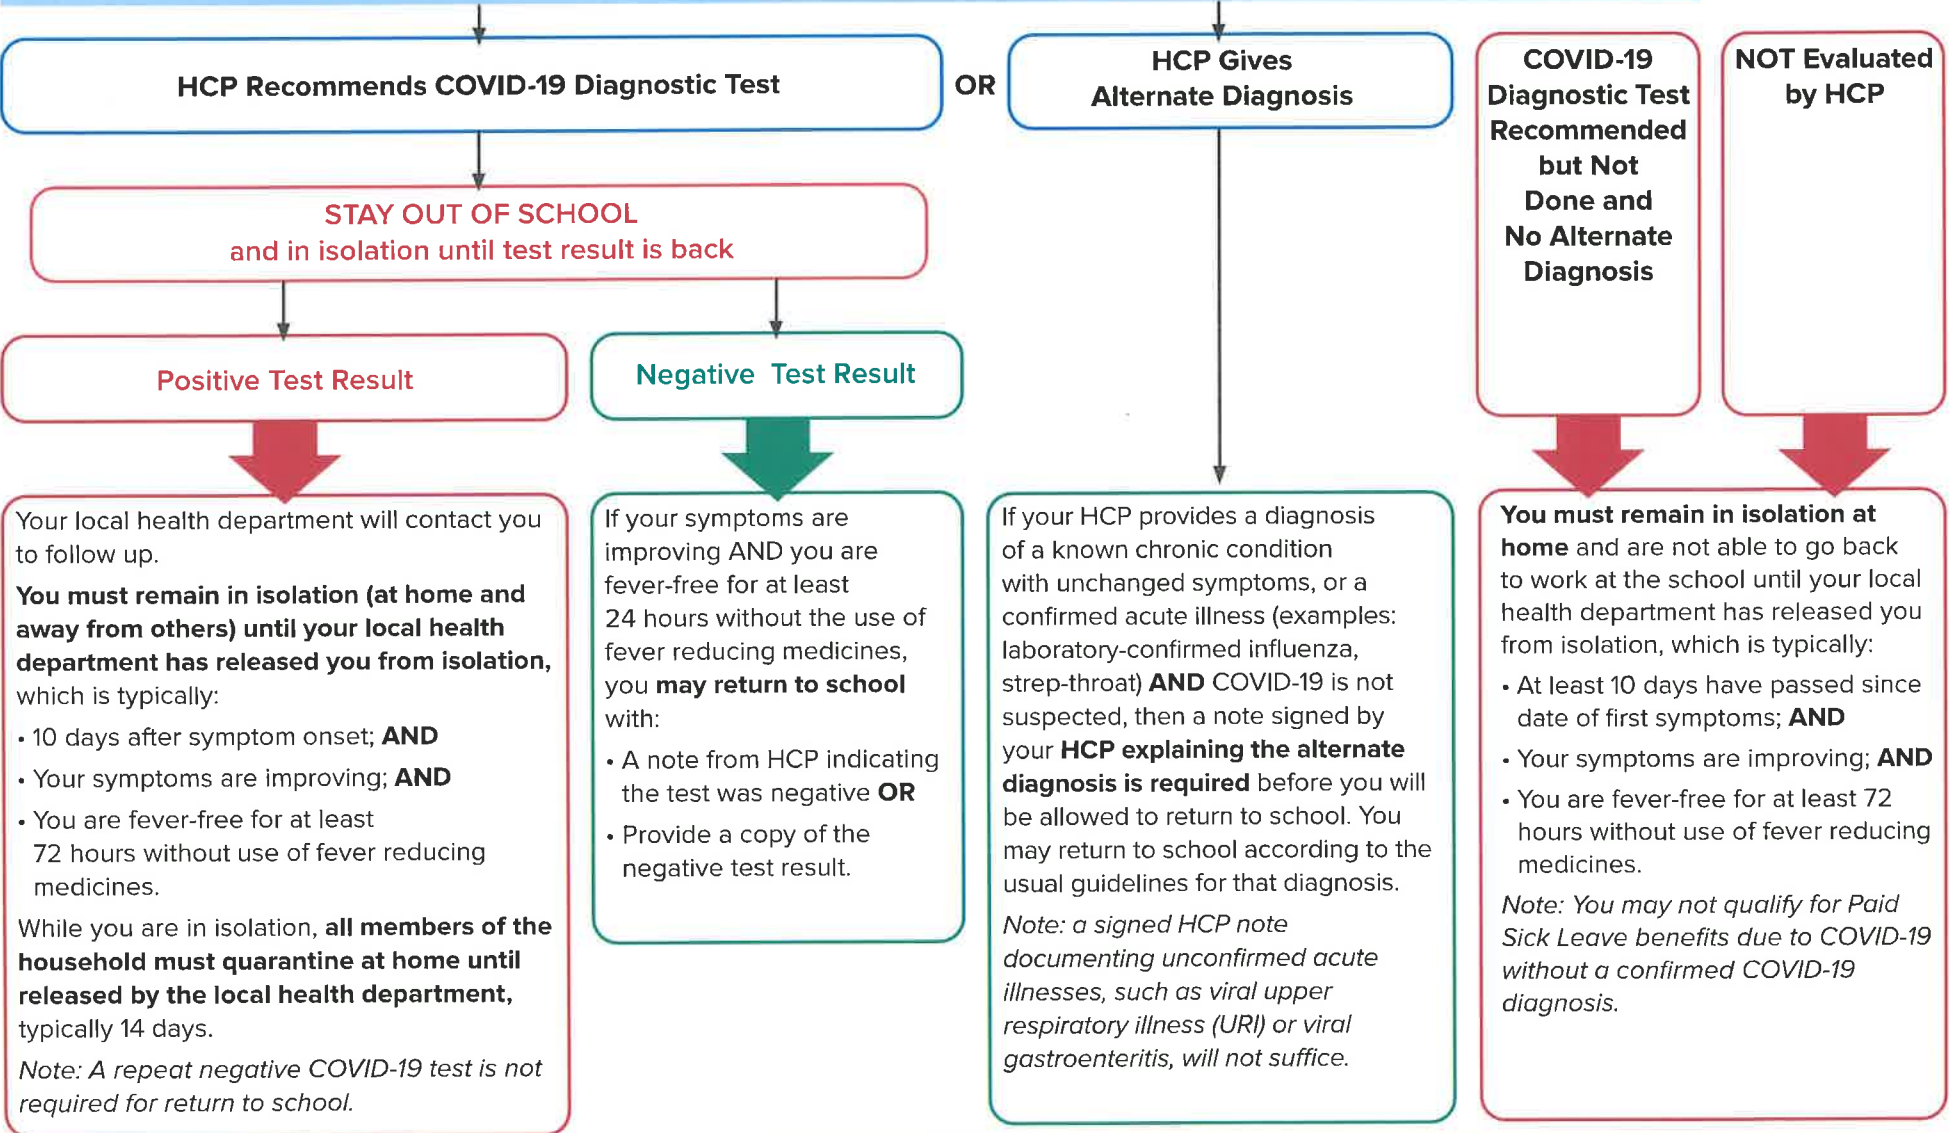 HCP Recommends COVID-19 Diagnostic Test
OR
HCP Gives
Alternate Diagnosis
COVID-19
Diagnostic Test
Recommended
but Not
Done and
No Alternate
Diagnosis
NOT Evaluated
by HCP
STAY OUT OF SCHOOL
and in isolation until test result is back
Positive Test Result
Negative Test Result
Your local health department will contact you
to follow up.
You must remain in isolation (at home and
away from others) until your local health
department has released you from isolation,
which is typically:
• 10 days after symptom onset; AND
• Your symptoms are improving; AND
• You are fever-free for at least
72 hours without use of fever reducing
medicines.
While you are in isolation, all members of the
household must quarantine at home until
released by the local health department,
typically 14 days.
Note: A repeat negative COVID-19 test is not
required for return to school.
If your symptoms are
improving AND you are
fever-free for at least
24 hours without the use of
fever reducing medicines,
you may return to school
with:
• A note from HCP indicating
the test was negative OR
• Provide a copy of the
negative test result.
If your HCP provides a diagnosis
of a known chronic condition
with unchanged symptoms, or a
confirmed acute illness (examples:
laboratory-confirmed influenza,
strep-throat) AND COVID-19 is not
suspected, then a note signed by
your HCP explaining the alternate
diagnosis is required before you will
be allowed to return to school. You
may return to school according to the
usual guidelines for that diagnosis.
Note: a signed HCP note
documenting unconfirmed acute
illnesses, such as viral upper
respiratory illness (URI) or viral
gastroenteritis, will not suffice.
You must remain in isolation at
home and are not able to go back
to work at the school until your local
health department has released you
from isolation, which is typically:
• At least 10 days have passed since
date of first symptoms; AND
• Your symptoms are improving; AND
• You are fever-free for at least 72
hours without use of fever reducing
medicines.
Note: You may not qualify for Paid
Sick Leave benefits due to COVID-19
without a confirmed COVID-19
diagnosis.